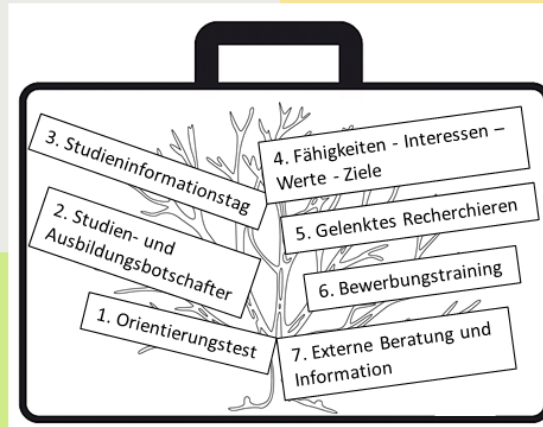 3. Studieninformationstag
2. Studien- und
Ausbildungsbotschafter
1. Orientierungstest
4. Fähigkeiten - Interessen –
Werte - Ziele
5. Gelenktes Recherchieren
6. Bewerbungstraining
7. Externe Beratung und
Information